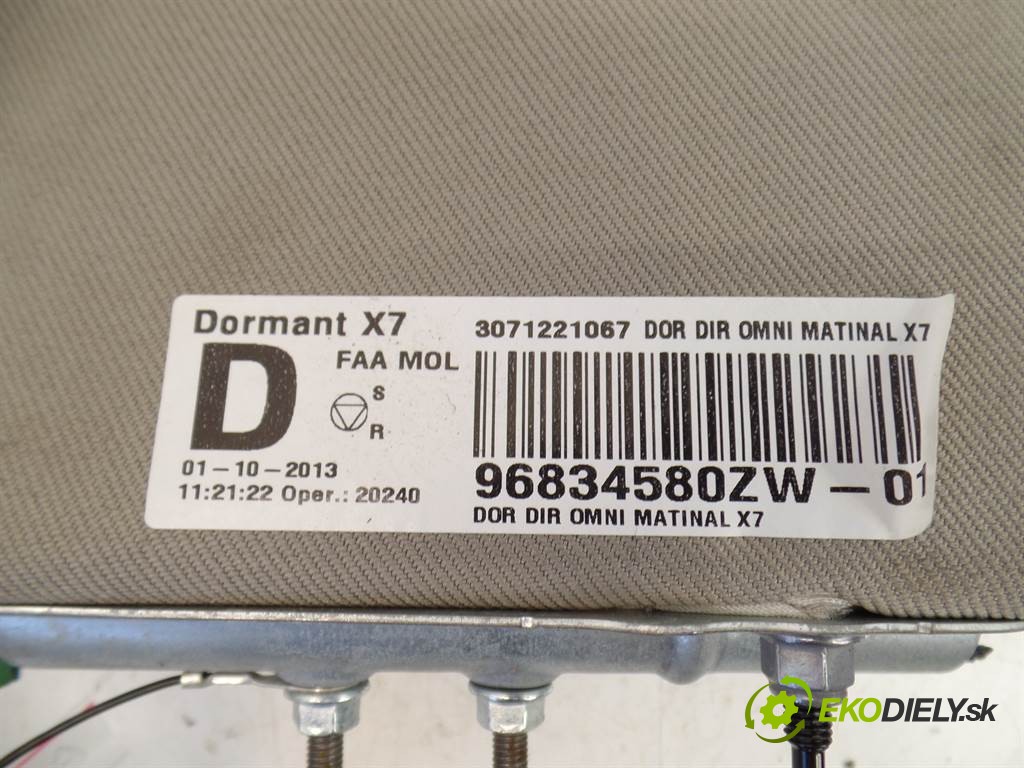 Dormant X7
D
FAA MOL
S
R
01-10-2013
11:21:22 Oper.: 20240
3071221067 DOR DIR OMNI MATINAL X7
96834580ZW-01
DOR DIR OMNI MATINAL X7
EKODIELY.sk